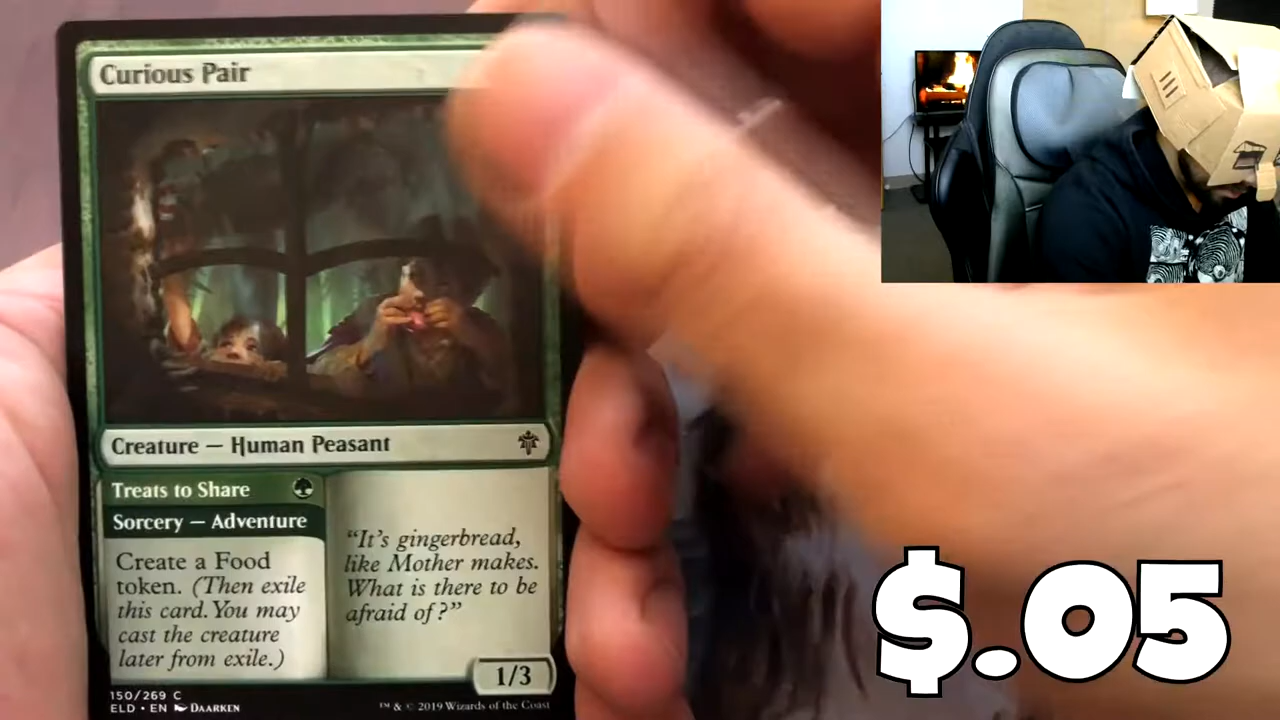 Curious Pair
Creature — Human Peasant
Treats to Share
Sorcery — Adventure
Create a Food
token. (Then exile
this card. You may
cast the creature
later from exile.)
"It's gingerbread,
like Mother makes.
What is there to be
afraid of?"
1/3
150/269 C
ELD • EN DAARKEN
™ & © 2019 Wizards of the Coast
$.05